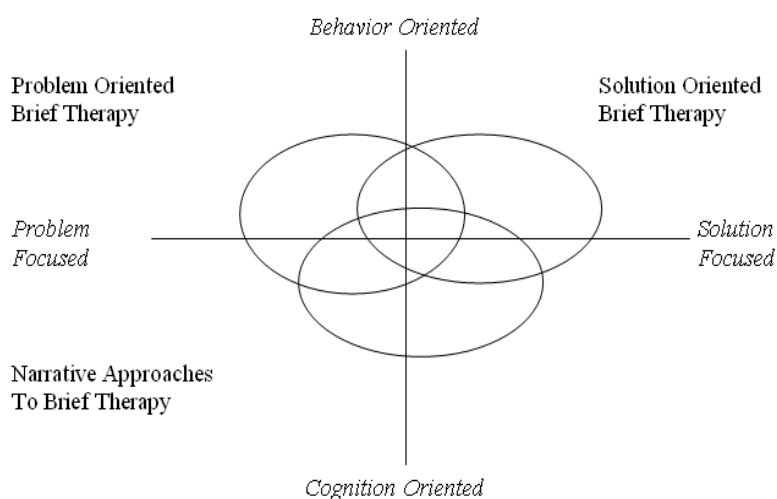 Behavior Oriented
Problem Oriented
Brief Therapy
Solution Oriented
Brief Therapy
Problem
Focused
Solution
Focused
Narrative Approaches
To Brief Therapy
Cognition Oriented